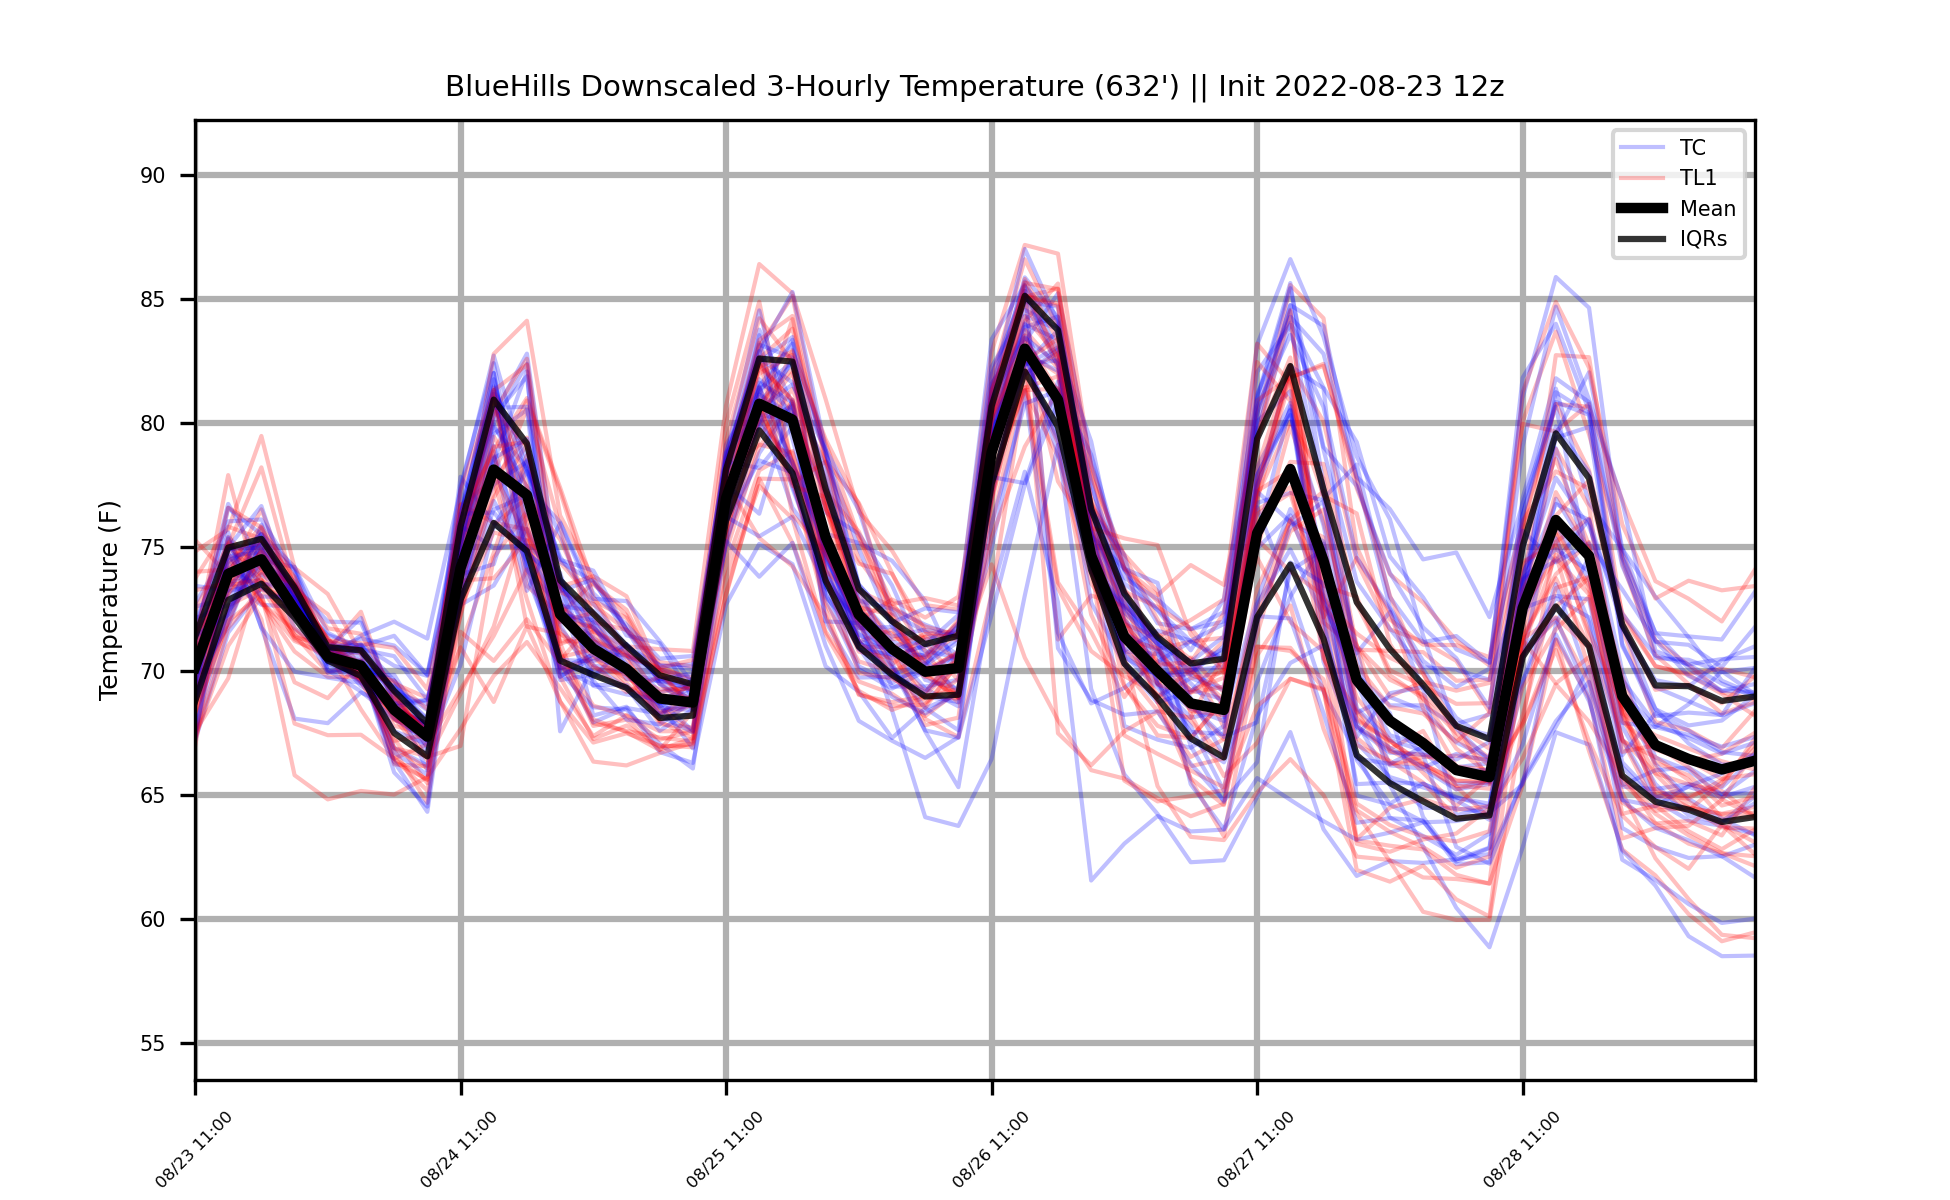 BlueHills Downscaled 3-Hourly Temperature (632') || Init 2022-08-23 12z
TC
TL1
Mean
IQRs
Temperature (F)
90
85
80
75
70
65
60
55
08/23 11:00
08/24 11:00
08/25 11:00
08/26 11:00
08/27 11:00
08/28 11:00